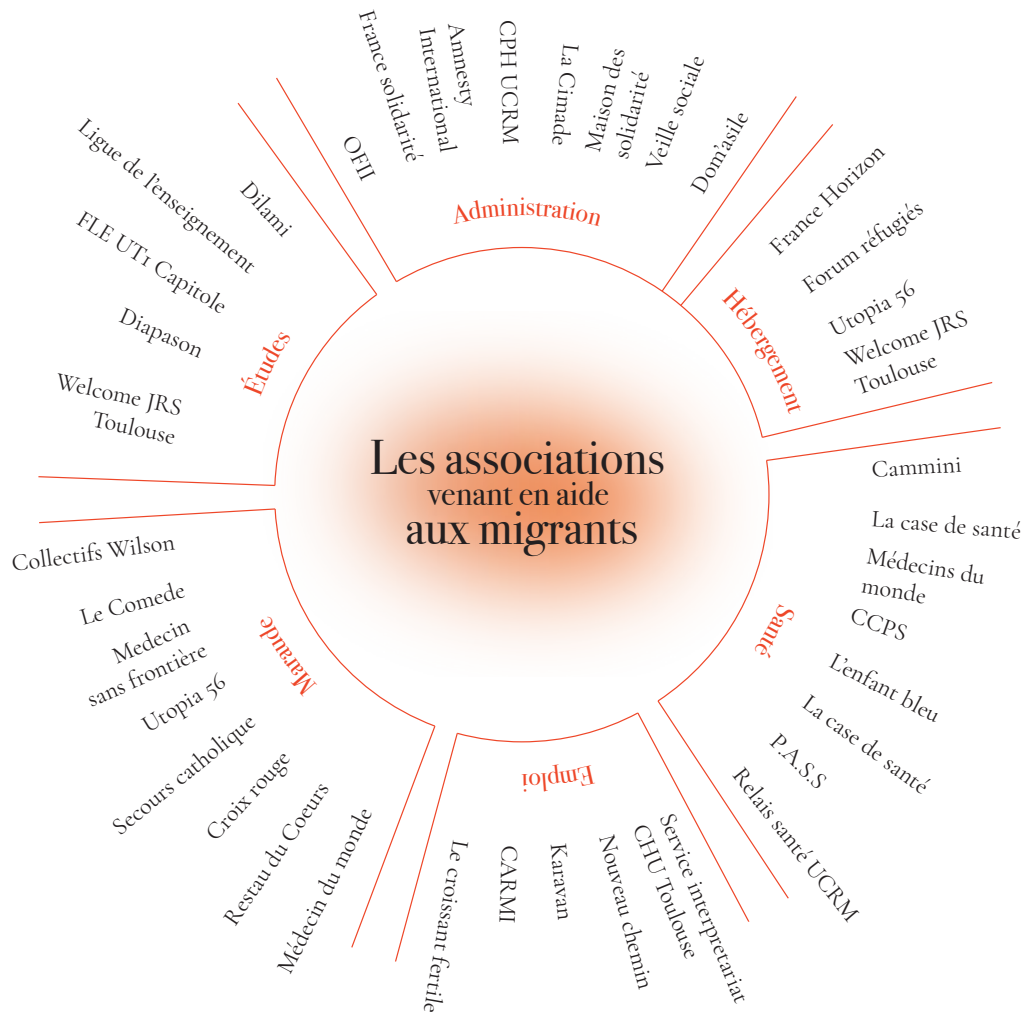 Les associations
venant en aide
aux migrants
Administration
OFII
France solidarité
Amnesty
International
CPH UCRM
La Cimade
Maison des
solidarité
Veille sociale
Dom'asile
Hébergement
France Horizon
Forum réfugiés
Utopia 56
Welcome JRS
Toulouse
Santé
Cammini
La case de santé
Médecins du
monde
CCPS
L'enfant bleu
La case de santé
P.A.S.S
Relais santé UCRM
Emploi
Service interpretariat
CHU Toulouse
Nouveau chemin
Karavan
CARMI
Le croissant fertile
Maraude
Médecin du monde
Restau du Coeurs
Croix rouge
Secours catholique
Utopia 56
Medecin
sans frontière
Le Comede
Collectifs Wilson
Études
Welcome JRS
Toulouse
Diapason
FLE UT1 Capitole
Ligue de l'enseignement
Dilami